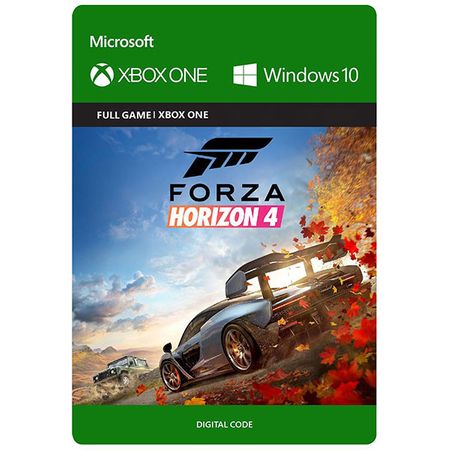 Microsoft
XBOX ONE Windows 10
FULL GAME | XBOX ONE
FORZA
HORIZON 4
DIGITAL CODE